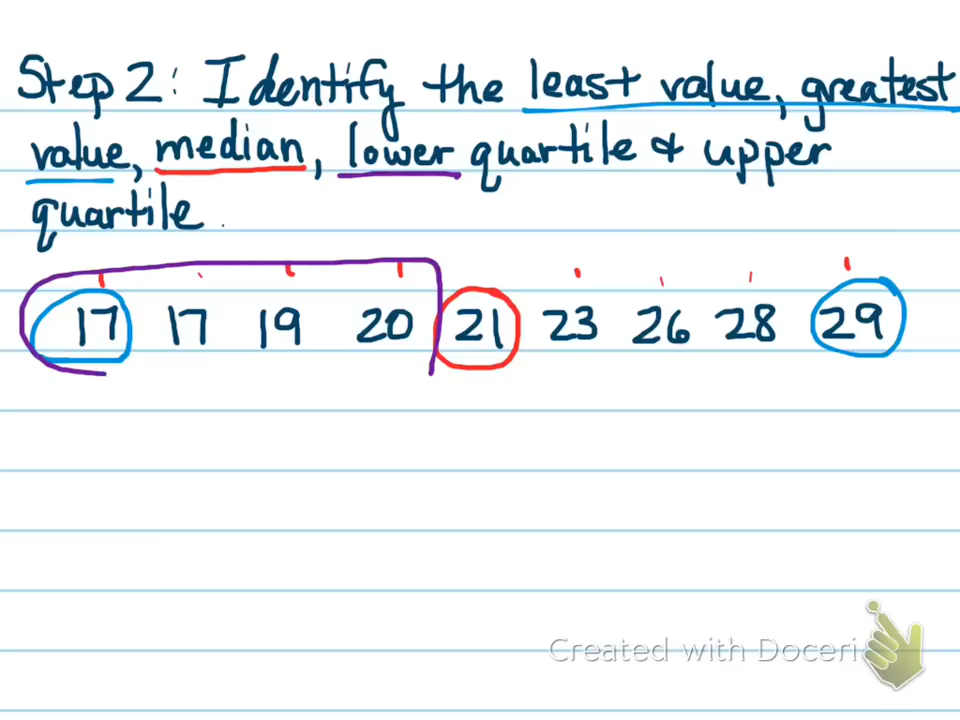 Step 2: Identify the least value, greatest
value, median, lower quartile & upper
quartile.
17 17 19 20 21 23 26 28 29
Created with Doceri